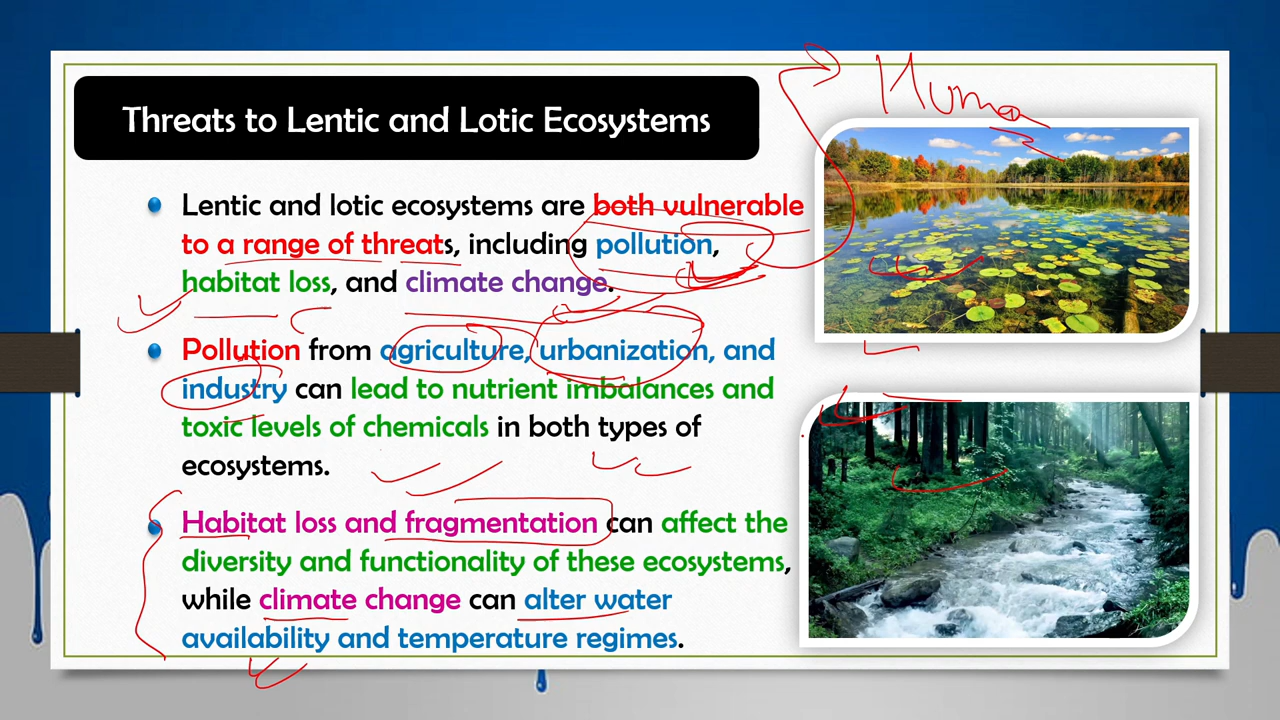 Threats to Lentic and Lotic Ecosystems
Human
Lentic and lotic ecosystems are both vulnerable
to a range of threats, including pollution,
habitat loss, and climate change.
Pollution from agriculture, urbanization, and
industry can lead to nutrient imbalances and
toxic levels of chemicals in both types of
ecosystems.
Habitat loss and fragmentation can affect the
diversity and functionality of these ecosystems,
while climate change can alter water
availability and temperature regimes.